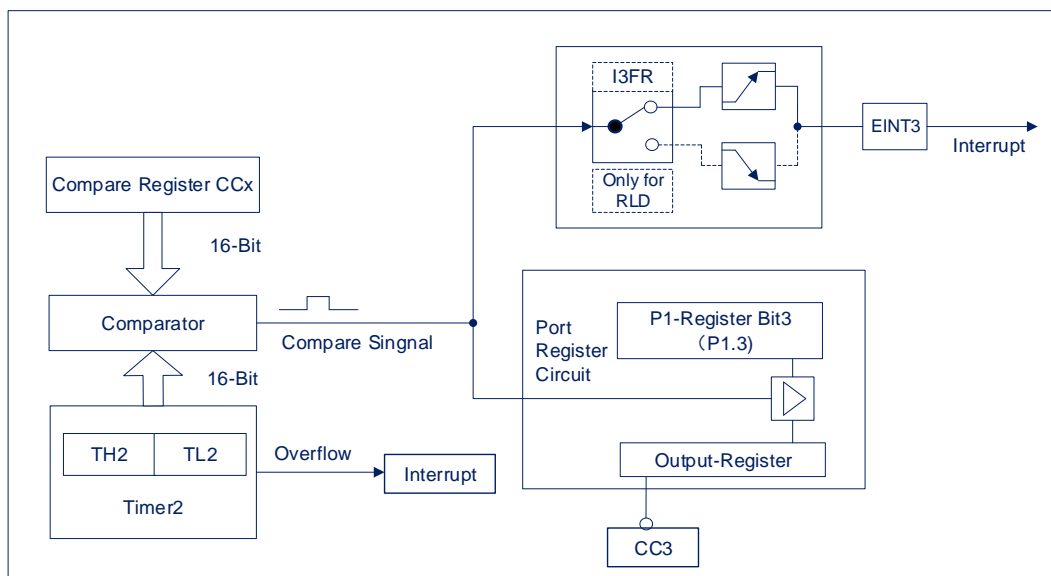 I3FR
Only for
RLD
EINT3
Interrupt
Compare Register CCx
16-Bit
Comparator
Compare Singnal
16-Bit
TH2
TL2
Timer2
Overflow
Interrupt
Port
Register
Circuit
P1-Register Bit3
（P1.3）
Output-Register
CC3